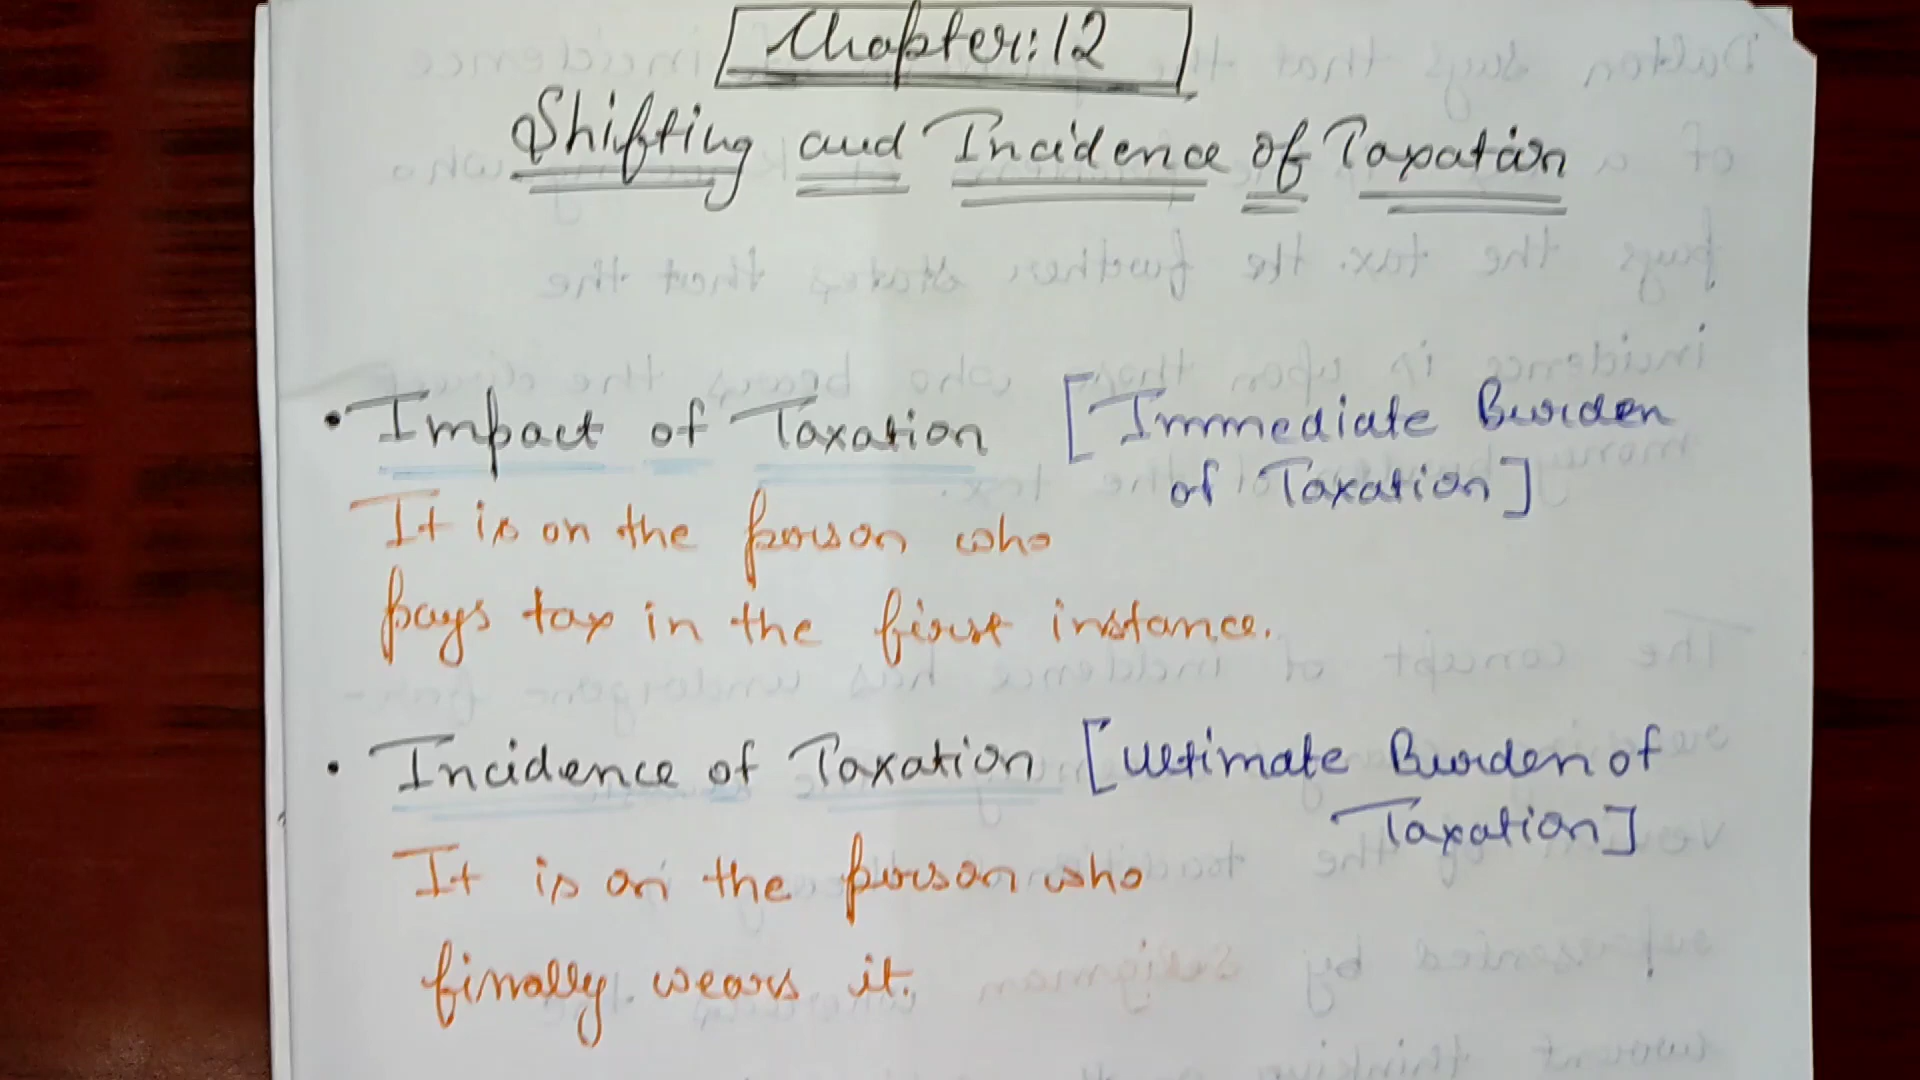 Chapter: 12
Shifting and Incidence of Taxation
• Impact of Taxation [Immediate Burden
of Taxation]
It is on the person who
pays tax in the first instance.
• Incidence of Taxation [Ultimate Burden of
Taxation]
It is on the person who
finally wears it.